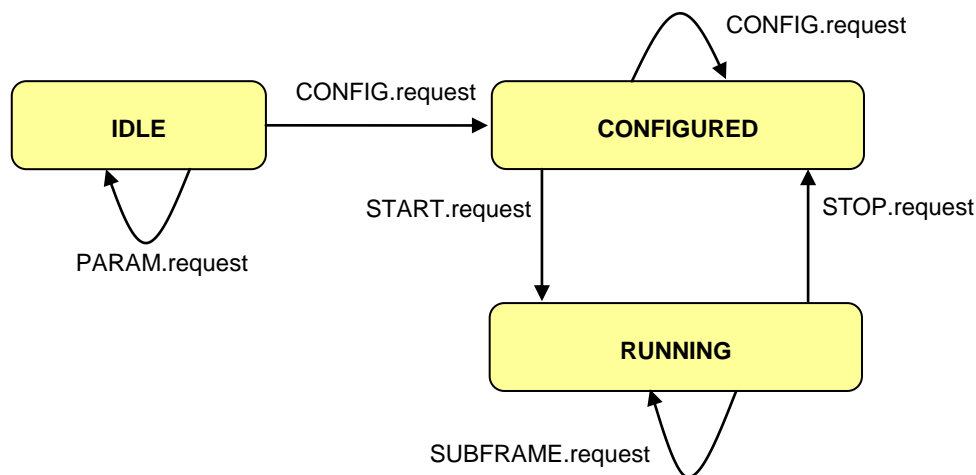 CONFIG.request
CONFIG.request
IDLE
CONFIGURED
START.request
STOP.request
PARAM.request
RUNNING
SUBFRAME.request